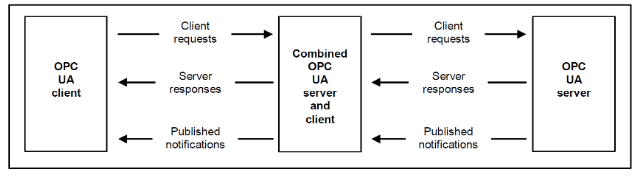 OPC
UA
client
Client
requests
Server
responses
Published
notifications
Combined
OPC
UA
server
and
client
Client
requests
Server
responses
Published
notifications
OPC
UA
server